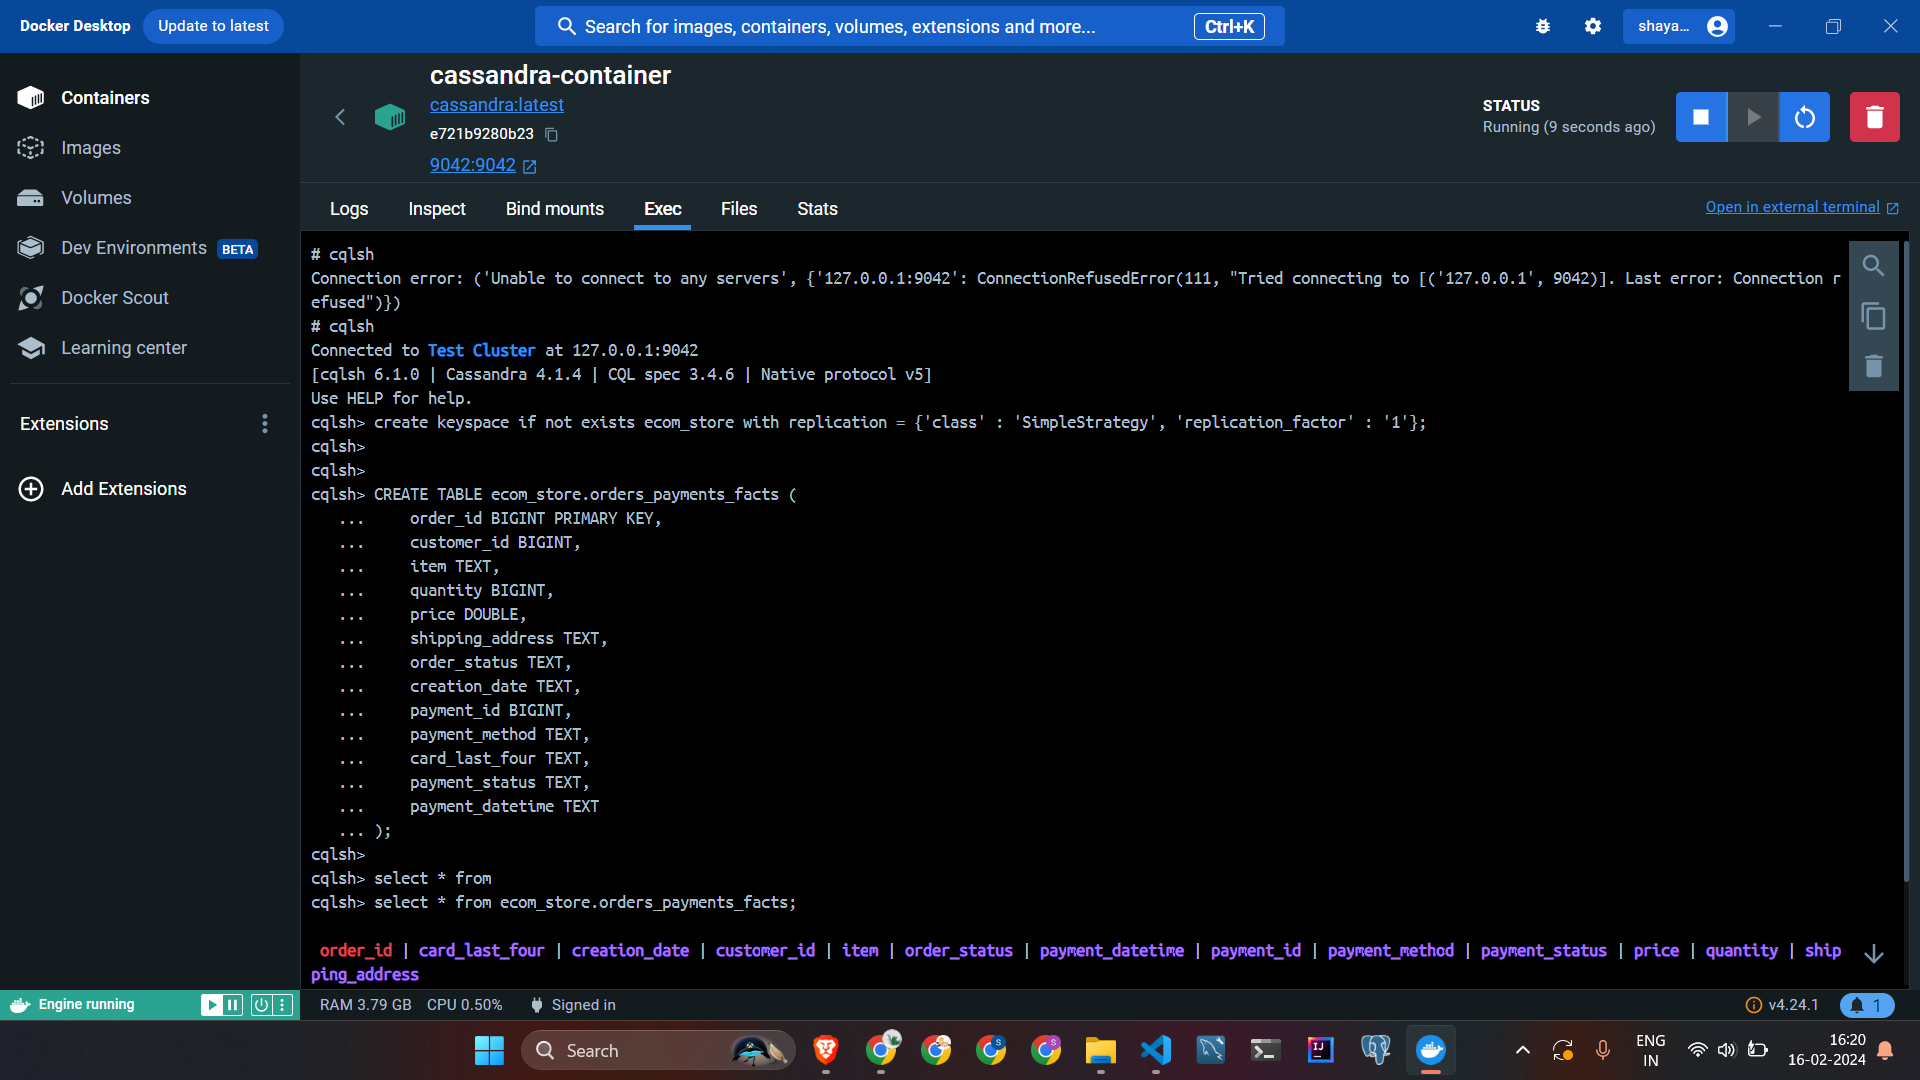 Docker Desktop
Update to latest
Search for images, containers, volumes, extensions and more...
Ctrl+K
shaya...
Containers
Images
Volumes
Dev Environments BETA
Docker Scout
Learning center
Extensions
Add Extensions
cassandra-container
cassandra:latest
e721b9280b23
9042:9042
STATUS
Running (9 seconds ago)
Logs Inspect Bind mounts Exec Files Stats
Open in external terminal
# cqlsh
Connection error: ('Unable to connect to any servers', {'127.0.0.1:9042': ConnectionRefusedError(111, "Tried connecting to [('127.0.0.1', 9042)]. Last error: Connection r
efused")})
# cqlsh
Connected to Test Cluster at 127.0.0.1:9042
[cqlsh 6.1.0 | Cassandra 4.1.4 | CQL spec 3.4.6 | Native protocol v5]
Use HELP for help.
cqlsh> create keyspace if not exists ecom_store with replication = {'class' : 'SimpleStrategy', 'replication_factor' : '1'};
cqlsh>
cqlsh>
cqlsh> CREATE TABLE ecom_store.orders_payments_facts (
   ...     order_id BIGINT PRIMARY KEY,
   ...     customer_id BIGINT,
   ...     item TEXT,
   ...     quantity BIGINT,
   ...     price DOUBLE,
   ...     shipping_address TEXT,
   ...     order_status TEXT,
   ...     creation_date TEXT,
   ...     payment_id BIGINT,
   ...     payment_method TEXT,
   ...     card_last_four TEXT,
   ...     payment_status TEXT,
   ...     payment_datetime TEXT
   ... );
cqlsh>
cqlsh> select * from
cqlsh> select * from ecom_store.orders_payments_facts;
 order_id | card_last_four | creation_date | customer_id | item | order_status | payment_datetime | payment_id | payment_method | payment_status | price | quantity | ship
ping_address
Engine running
RAM 3.79 GB CPU 0.50% Signed in
v4.24.1
1
Search
ENG
IN
16:20
16-02-2024